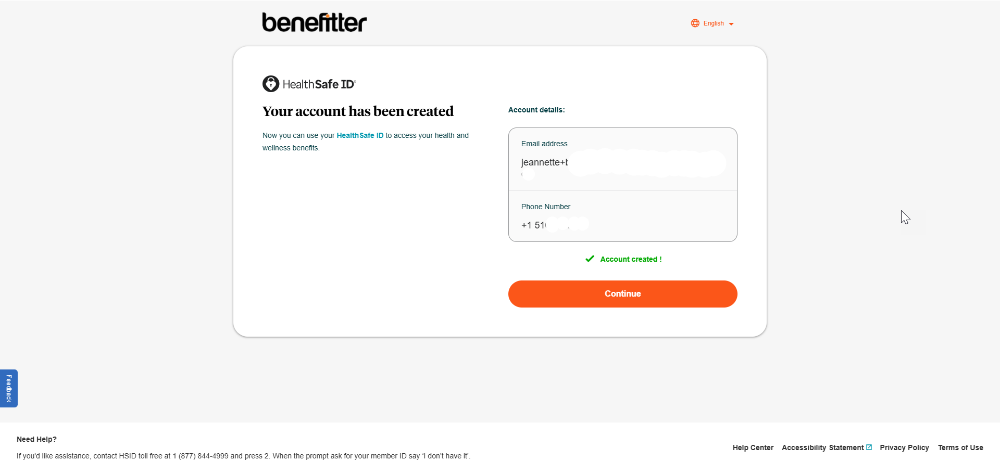 benefitter
English
HealthSafe ID®
Your account has been created
Now you can use your HealthSafe ID to access your health and
wellness benefits.
Account details:
Email address
jeannette+
Phone Number
+1 51
Account created !
Continue
Feedback
Need Help?
If you'd like assistance, contact HSID toll free at 1 (877) 844-4999 and press 2. When the prompt ask for your member ID say ‘I don’t have it’.
Help Center
Accessibility Statement
Privacy Policy
Terms of Use